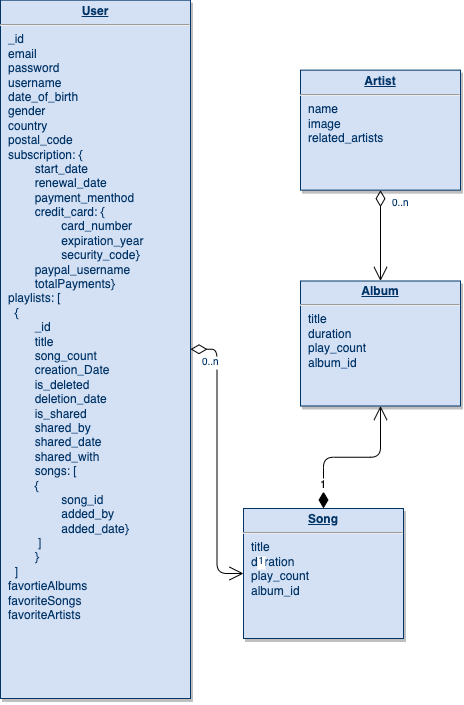 User
_id
email
password
username
date_of_birth
gender
country
postal_code
subscription: {
start_date
renewal_date
payment_menthod
credit_card: {
card_number
expiration_year
security_code}
paypal_username
totalPayments}
playlists: [
{
_id
title
song_count
creation_Date
is_deleted
deletion_date
is_shared
shared_by
shared_date
shared_with
songs: [
{
song_id
added_by
added_date}
]
}
]
favortieAlbums
favoriteSongs
favoriteArtists
0..n
Artist
name
image
related_artists
0..n
Album
title
duration
play_count
album_id
1
Song
title
duration
1
play_count
album_id